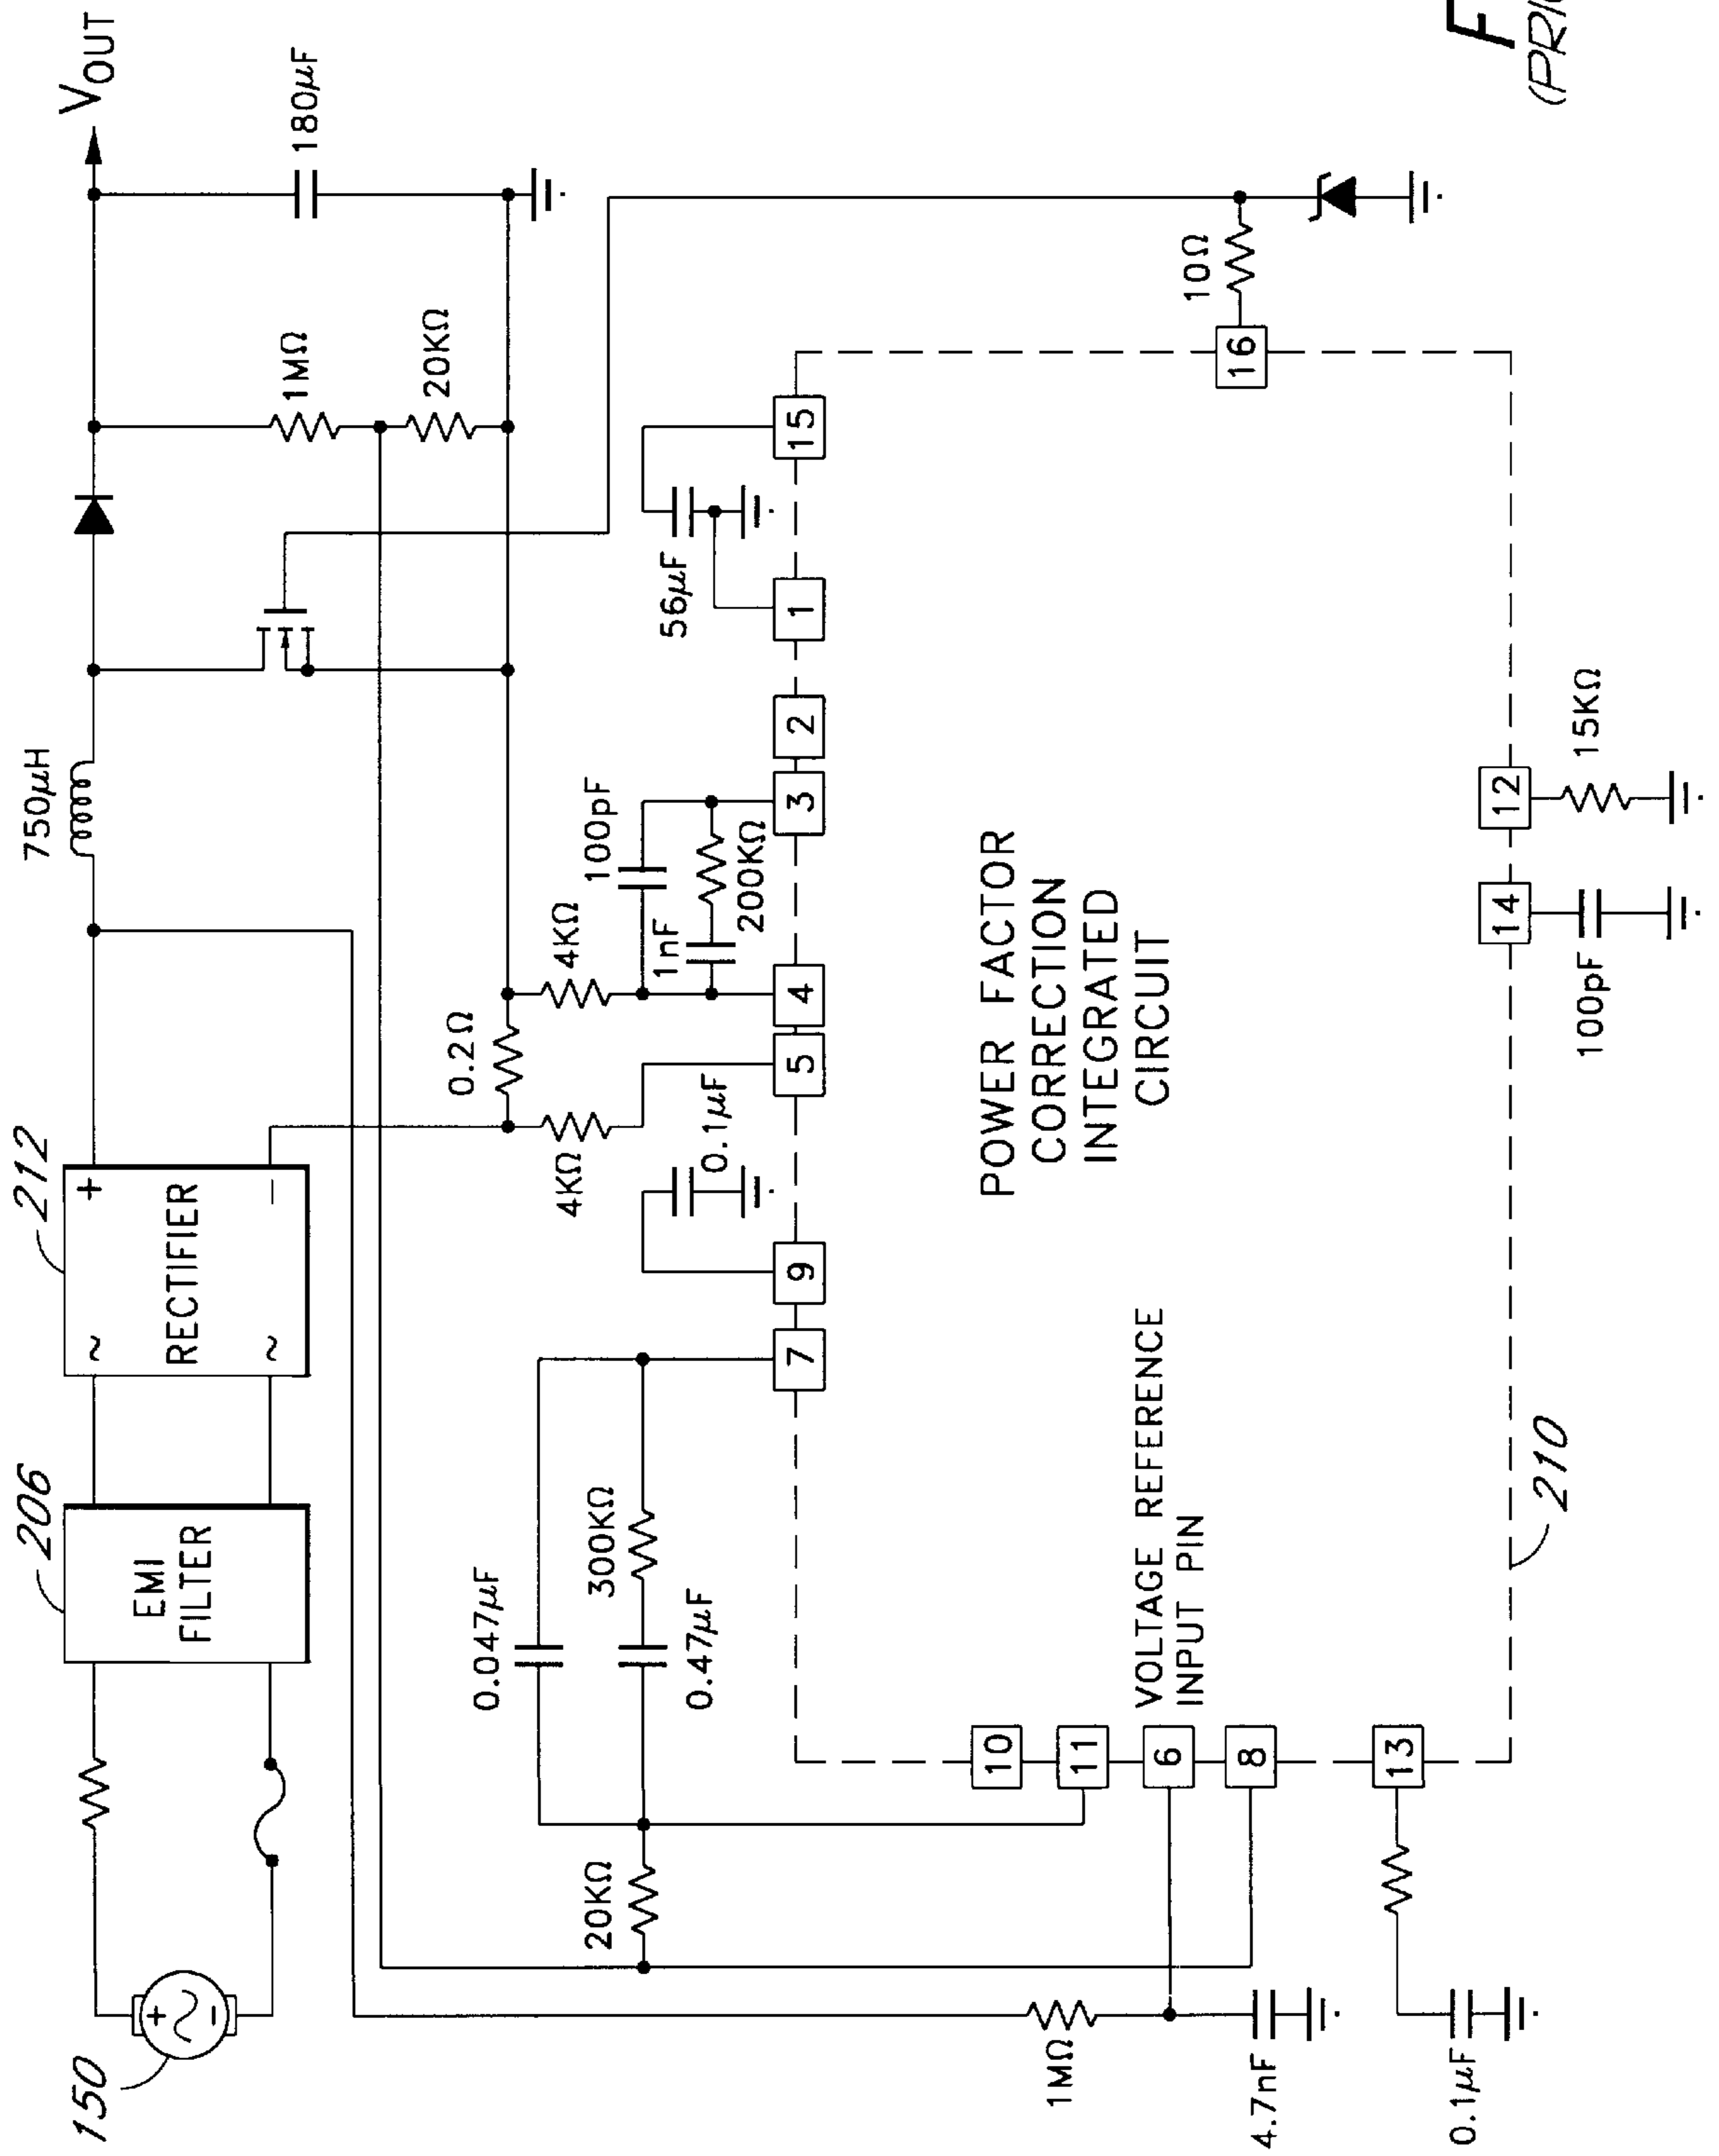 150
206
EMI
FILTER
212
RECTIFIER
~
~
+
–
+
–
750µH
VOUT
180µF
1MΩ
20KΩ
0.2Ω
4KΩ
4KΩ
100pF
1nF
200KΩ
56µF
0.1µF
0.047µF
300KΩ
0.47µF
20KΩ
7
9
5
4
3
2
1
15
10
11
6
8
13
VOLTAGE REFERENCE
INPUT PIN
POWER FACTOR
CORRECTION
INTEGRATED
CIRCUIT
16
10Ω
1MΩ
4.7nF
0.1µF
210
14
12
100pF
15KΩ